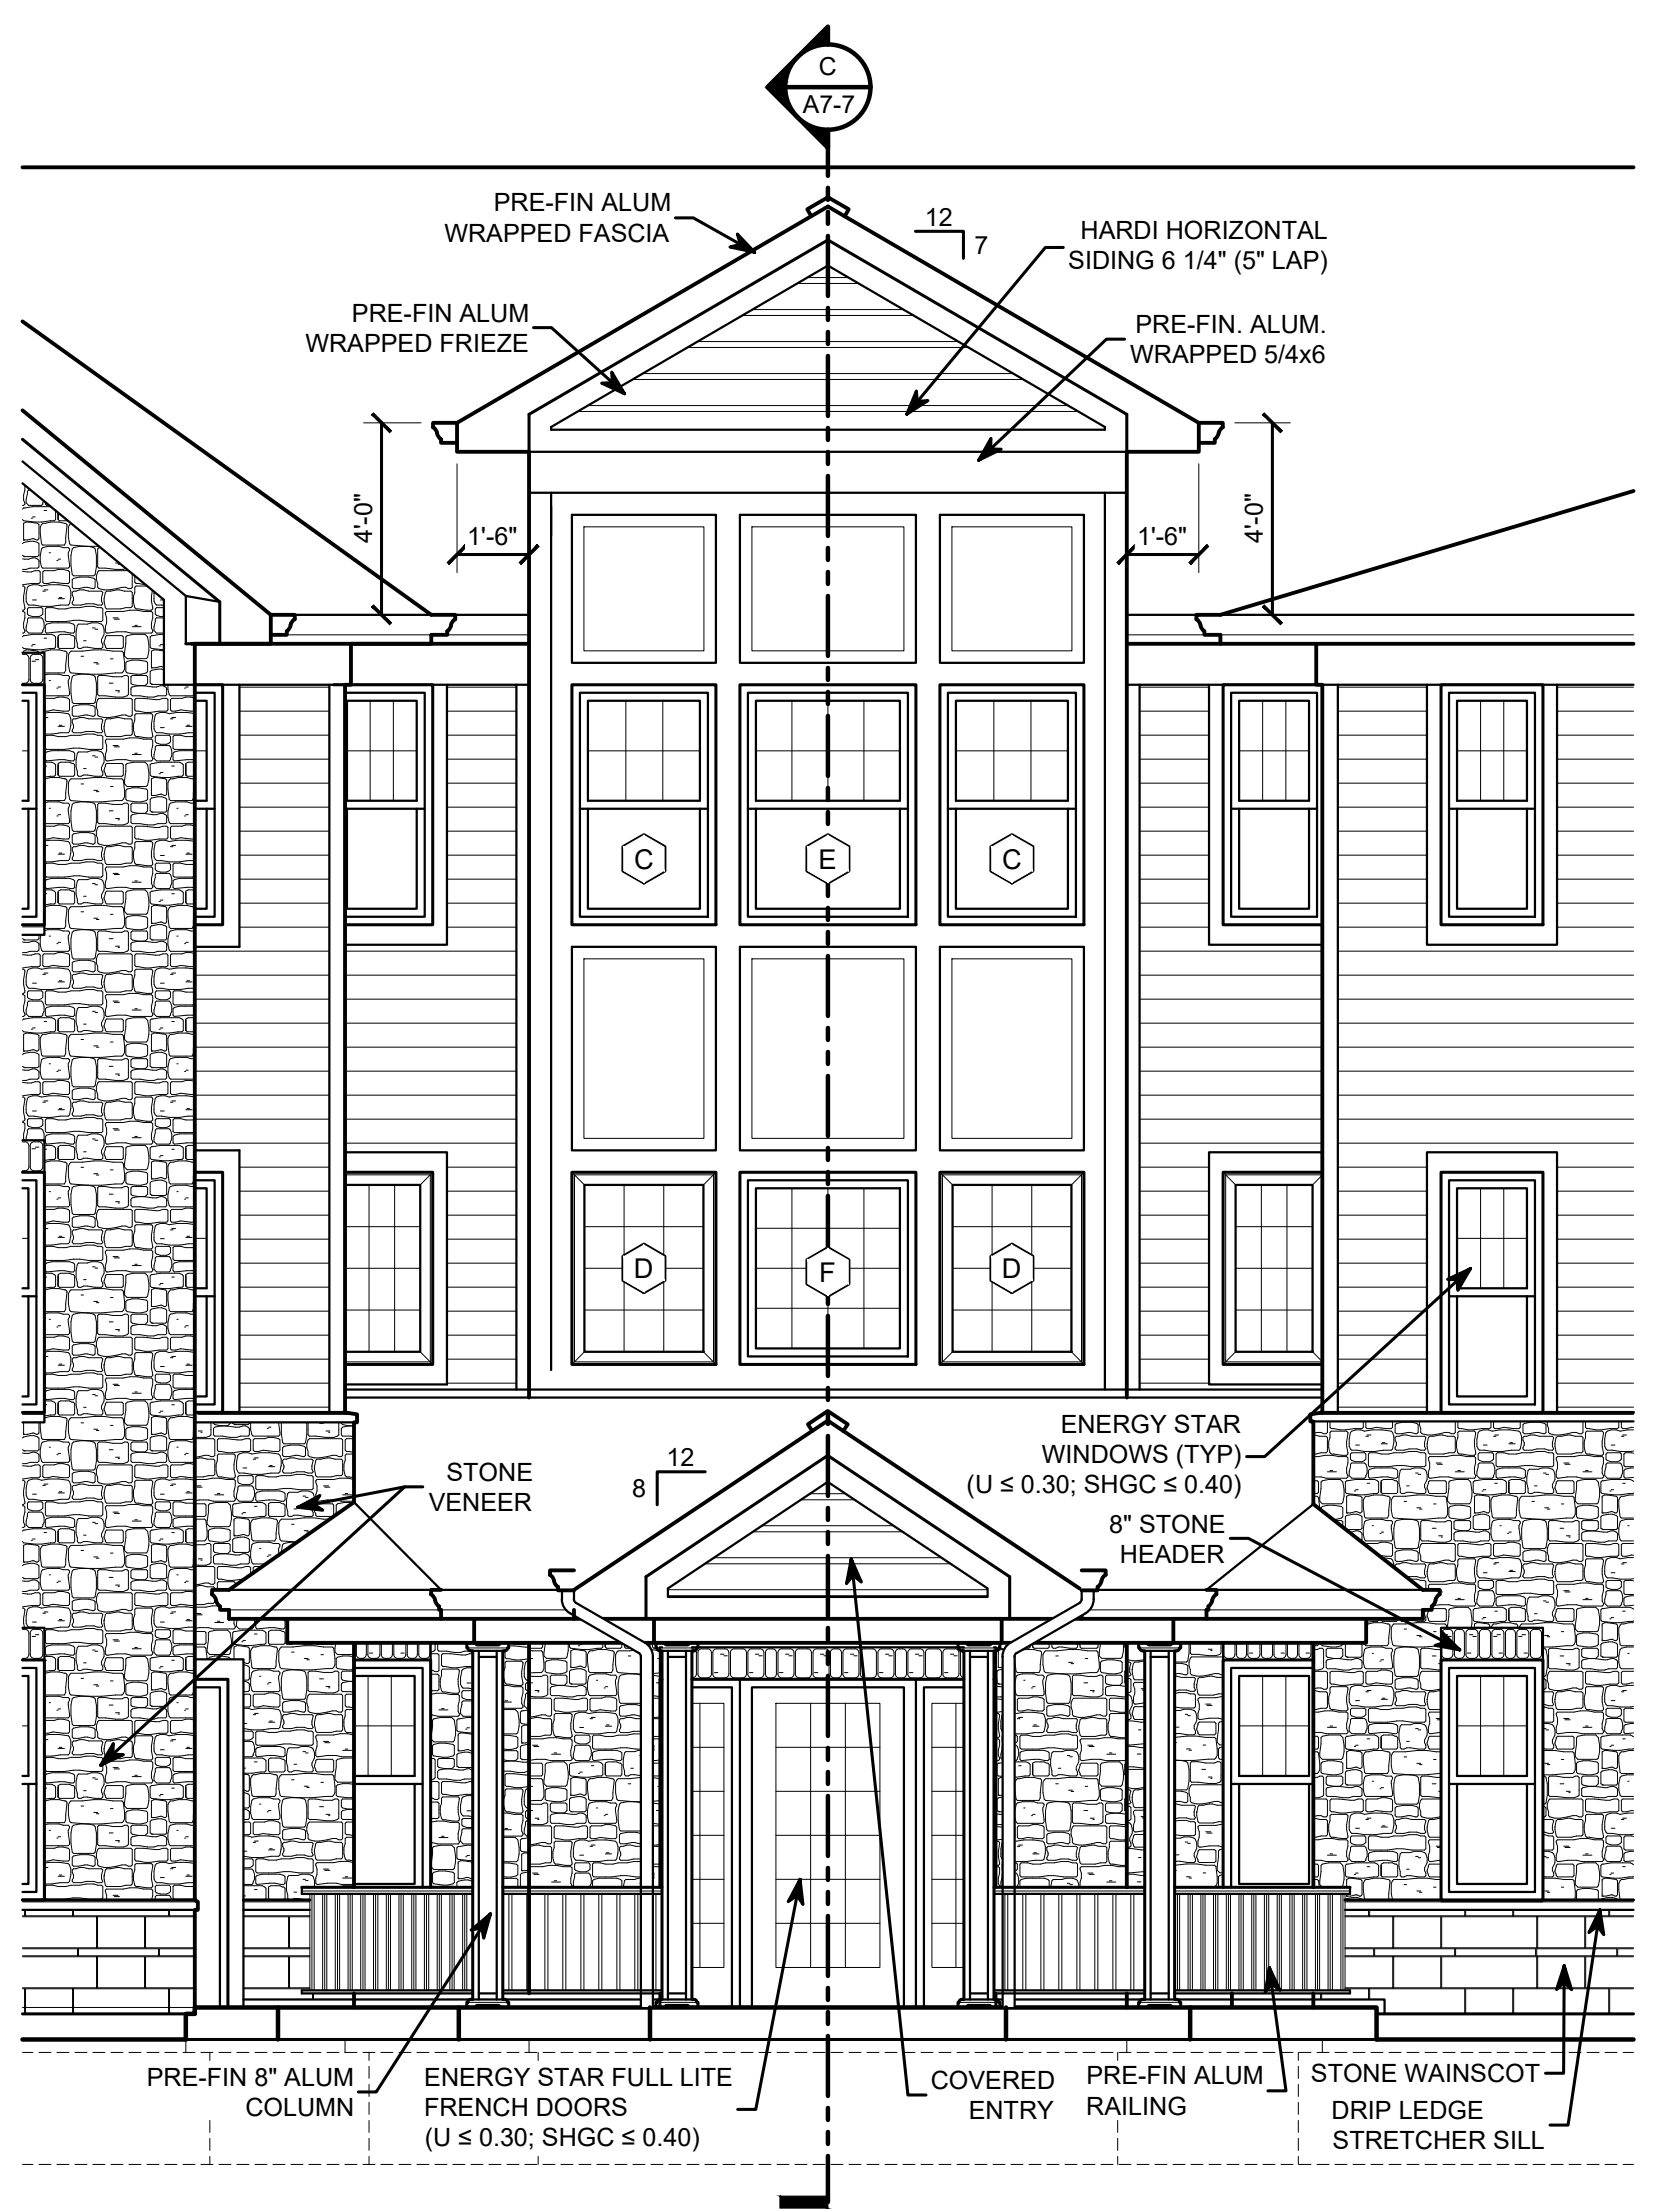 C
A7-7
PRE-FIN ALUM
WRAPPED FASCIA
12
7
HARDI HORIZONTAL
SIDING 6 1/4" (5" LAP)
PRE-FIN ALUM
WRAPPED FRIEZE
PRE-FIN. ALUM.
WRAPPED 5/4x6
4'-0"
1'-6"
1'-6"
4'-0"
C
E
C
D
F
D
ENERGY STAR
WINDOWS (TYP)
(U ≤ 0.30; SHGC ≤ 0.40)
12
8
STONE
VENEER
8" STONE
HEADER
PRE-FIN 8" ALUM
COLUMN
ENERGY STAR FULL LITE
FRENCH DOORS
(U ≤ 0.30; SHGC ≤ 0.40)
COVERED
ENTRY
PRE-FIN ALUM
RAILING
STONE WAINSCOT
DRIP LEDGE
STRETCHER SILL